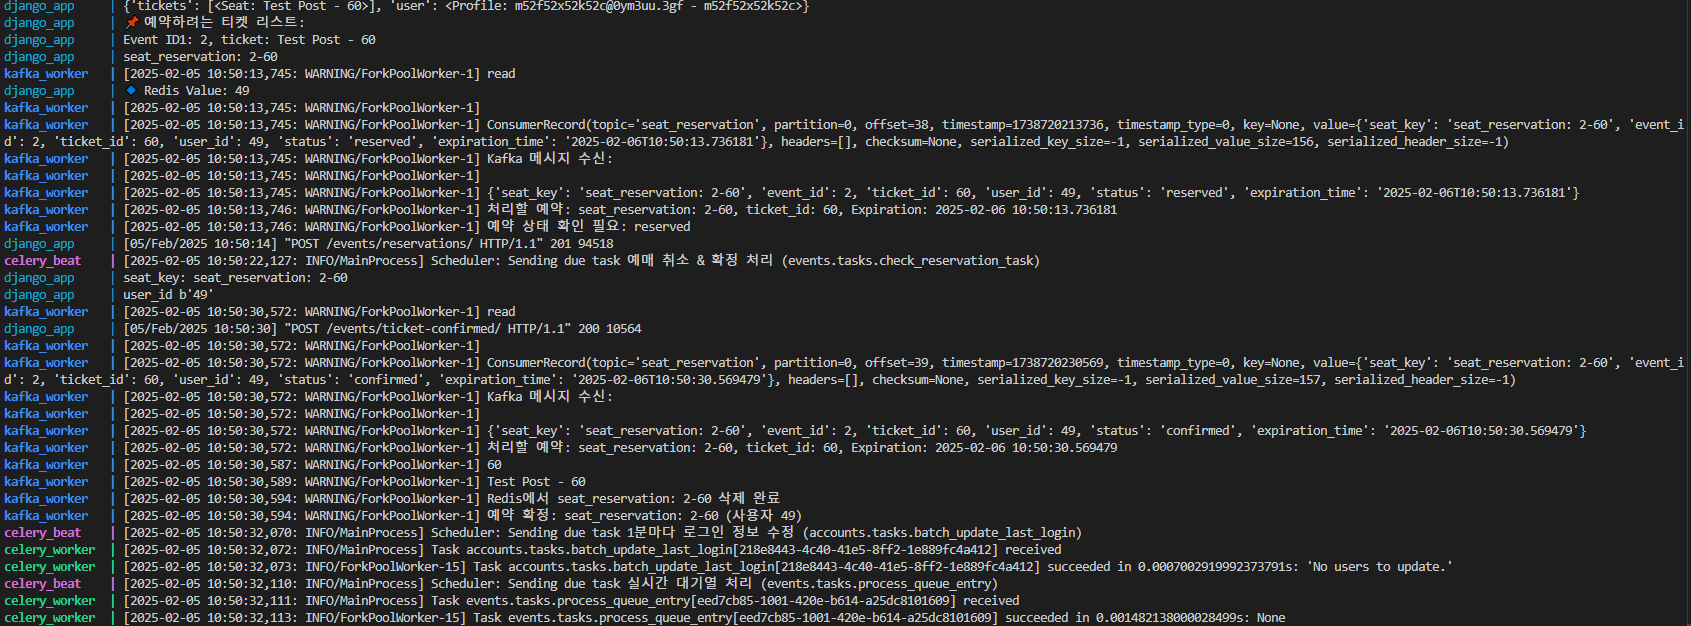 django_app | {'tickets': [<Seat: Test Post - 60>], 'user': <Profile: m52f52x52k52c@0ym3uu.3gf - m52f52x52k52c>}
django_app | 📌 예약하려는 티켓 리스트:
django_app | Event ID1: 2, ticket: Test Post - 60
django_app | seat_reservation: 2-60
kafka_worker | [2025-02-05 10:50:13,745: WARNING/ForkPoolWorker-1] read
django_app | 🔹 Redis Value: 49
kafka_worker | [2025-02-05 10:50:13,745: WARNING/ForkPoolWorker-1]
kafka_worker | [2025-02-05 10:50:13,745: WARNING/ForkPoolWorker-1] ConsumerRecord(topic='seat_reservation', partition=0, offset=38, timestamp=1738720213736, timestamp_type=0, key=None, value={'seat_key': 'seat_reservation: 2-60', 'event_i
d': 2, 'ticket_id': 60, 'user_id': 49, 'status': 'reserved', 'expiration_time': '2025-02-06T10:50:13.736181'}, headers=[], checksum=None, serialized_key_size=-1, serialized_value_size=156, serialized_header_size=-1)
kafka_worker | [2025-02-05 10:50:13,745: WARNING/ForkPoolWorker-1] Kafka 메시지 수신:
kafka_worker | [2025-02-05 10:50:13,745: WARNING/ForkPoolWorker-1]
kafka_worker | [2025-02-05 10:50:13,745: WARNING/ForkPoolWorker-1] {'seat_key': 'seat_reservation: 2-60', 'event_id': 2, 'ticket_id': 60, 'user_id': 49, 'status': 'reserved', 'expiration_time': '2025-02-06T10:50:13.736181'}
kafka_worker | [2025-02-05 10:50:13,746: WARNING/ForkPoolWorker-1] 처리할 예약: seat_reservation: 2-60, ticket_id: 60, Expiration: 2025-02-06 10:50:13.736181
kafka_worker | [2025-02-05 10:50:13,746: WARNING/ForkPoolWorker-1] 예약 상태 확인 필요: reserved
django_app | [05/Feb/2025 10:50:14] "POST /events/reservations/ HTTP/1.1" 201 94518
celery_beat | [2025-02-05 10:50:22,127: INFO/MainProcess] Scheduler: Sending due task 예매 취소 & 확정 처리 (events.tasks.check_reservation_task)
django_app | seat_key: seat_reservation: 2-60
django_app | user_id b'49'
kafka_worker | [2025-02-05 10:50:30,572: WARNING/ForkPoolWorker-1] read
django_app | [05/Feb/2025 10:50:30] "POST /events/ticket-confirmed/ HTTP/1.1" 200 10564
kafka_worker | [2025-02-05 10:50:30,572: WARNING/ForkPoolWorker-1]
kafka_worker | [2025-02-05 10:50:30,572: WARNING/ForkPoolWorker-1] ConsumerRecord(topic='seat_reservation', partition=0, offset=39, timestamp=1738720230569, timestamp_type=0, key=None, value={'seat_key': 'seat_reservation: 2-60', 'event_i
d': 2, 'ticket_id': 60, 'user_id': 49, 'status': 'confirmed', 'expiration_time': '2025-02-06T10:50:30.569479'}, headers=[], checksum=None, serialized_key_size=-1, serialized_value_size=157, serialized_header_size=-1)
kafka_worker | [2025-02-05 10:50:30,572: WARNING/ForkPoolWorker-1] Kafka 메시지 수신:
kafka_worker | [2025-02-05 10:50:30,572: WARNING/ForkPoolWorker-1]
kafka_worker | [2025-02-05 10:50:30,572: WARNING/ForkPoolWorker-1] {'seat_key': 'seat_reservation: 2-60', 'event_id': 2, 'ticket_id': 60, 'user_id': 49, 'status': 'confirmed', 'expiration_time': '2025-02-06T10:50:30.569479'}
kafka_worker | [2025-02-05 10:50:30,572: WARNING/ForkPoolWorker-1] 처리할 예약: seat_reservation: 2-60, ticket_id: 60, Expiration: 2025-02-06 10:50:30.569479
kafka_worker | [2025-02-05 10:50:30,587: WARNING/ForkPoolWorker-1] 60
kafka_worker | [2025-02-05 10:50:30,589: WARNING/ForkPoolWorker-1] Test Post - 60
kafka_worker | [2025-02-05 10:50:30,594: WARNING/ForkPoolWorker-1] Redis에서 seat_reservation: 2-60 삭제 완료
kafka_worker | [2025-02-05 10:50:30,594: WARNING/ForkPoolWorker-1] 예약 확정: seat_reservation: 2-60 (사용자 49)
celery_beat | [2025-02-05 10:50:32,070: INFO/MainProcess] Scheduler: Sending due task 1분마다 로그인 정보 수정 (accounts.tasks.batch_update_last_login)
celery_worker | [2025-02-05 10:50:32,072: INFO/MainProcess] Task accounts.tasks.batch_update_last_login[218e8443-4c40-41e5-8ff2-1e889fc4a412] received
celery_worker | [2025-02-05 10:50:32,073: INFO/ForkPoolWorker-15] Task accounts.tasks.batch_update_last_login[218e8443-4c40-41e5-8ff2-1e889fc4a412] succeeded in 0.0007002919992373791s: 'No users to update.'
celery_beat | [2025-02-05 10:50:32,110: INFO/MainProcess] Scheduler: Sending due task 실시간 대기열 처리 (events.tasks.process_queue_entry)
celery_worker | [2025-02-05 10:50:32,111: INFO/MainProcess] Task events.tasks.process_queue_entry[eed7cb85-1001-420e-b614-a25dc8101609] received
celery_worker | [2025-02-05 10:50:32,113: INFO/ForkPoolWorker-15] Task events.tasks.process_queue_entry[eed7cb85-1001-420e-b614-a25dc8101609] succeeded in 0.001482138000028499s: None